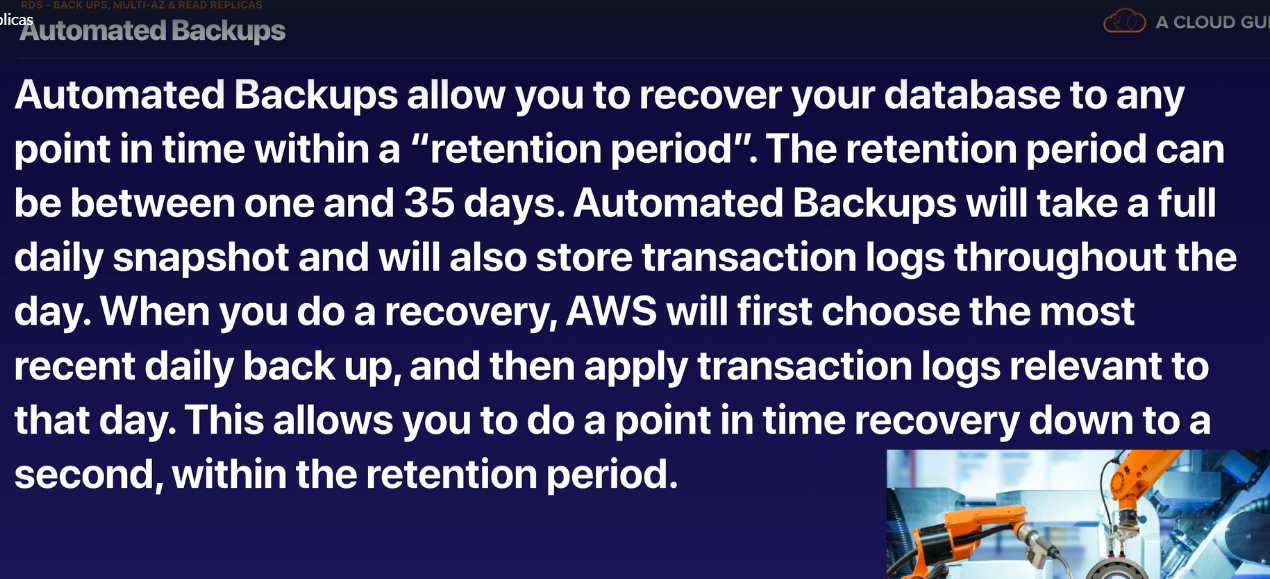 plicas
RDS - BACK UPS, MULTI-AZ & READ REPLICAS
Automated Backups
A CLOUD GU
Automated Backups allow you to recover your database to any
point in time within a “retention period”. The retention period can
be between one and 35 days. Automated Backups will take a full
daily snapshot and will also store transaction logs throughout the
day. When you do a recovery, AWS will first choose the most
recent daily back up, and then apply transaction logs relevant to
that day. This allows you to do a point in time recovery down to a
second, within the retention period.